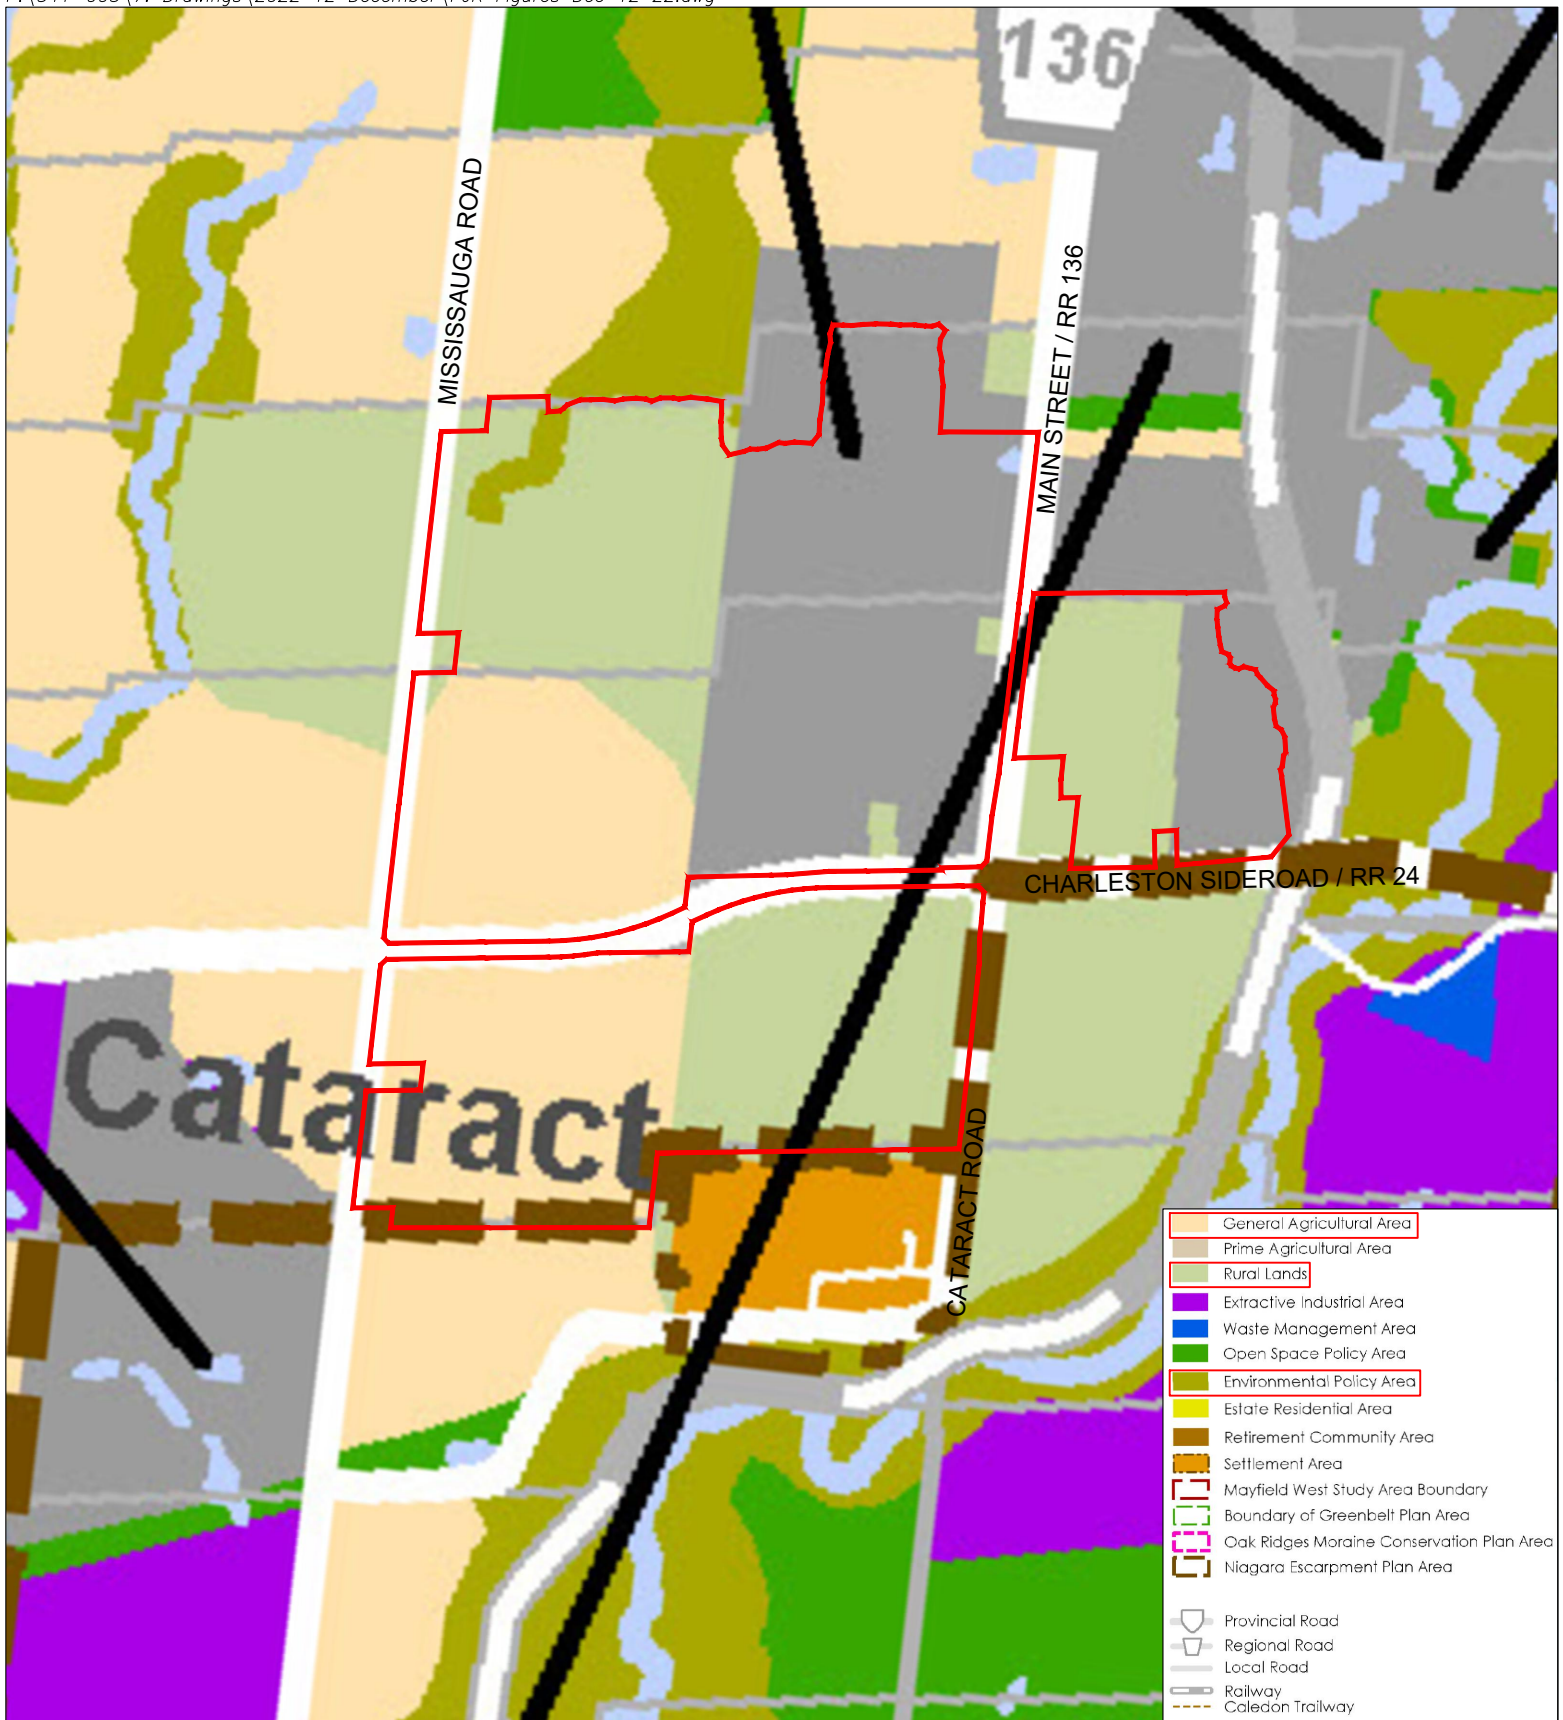 136
MISSISSAUGA ROAD
MAIN STREET / RR 136
CHARLESTON SIDEROAD / RR 24
Cataract
CATARACT ROAD
General Agricultural Area
Prime Agricultural Area
Rural Lands
Extractive Industrial Area
Waste Management Area
Open Space Policy Area
Environmental Policy Area
Estate Residential Area
Retirement Community Area
Settlement Area
Mayfield West Study Area Boundary
Boundary of Greenbelt Plan Area
Oak Ridges Moraine Conservation Plan Area
Niagara Escarpment Plan Area
Provincial Road
Regional Road
Local Road
Railway
Caledon Trailway